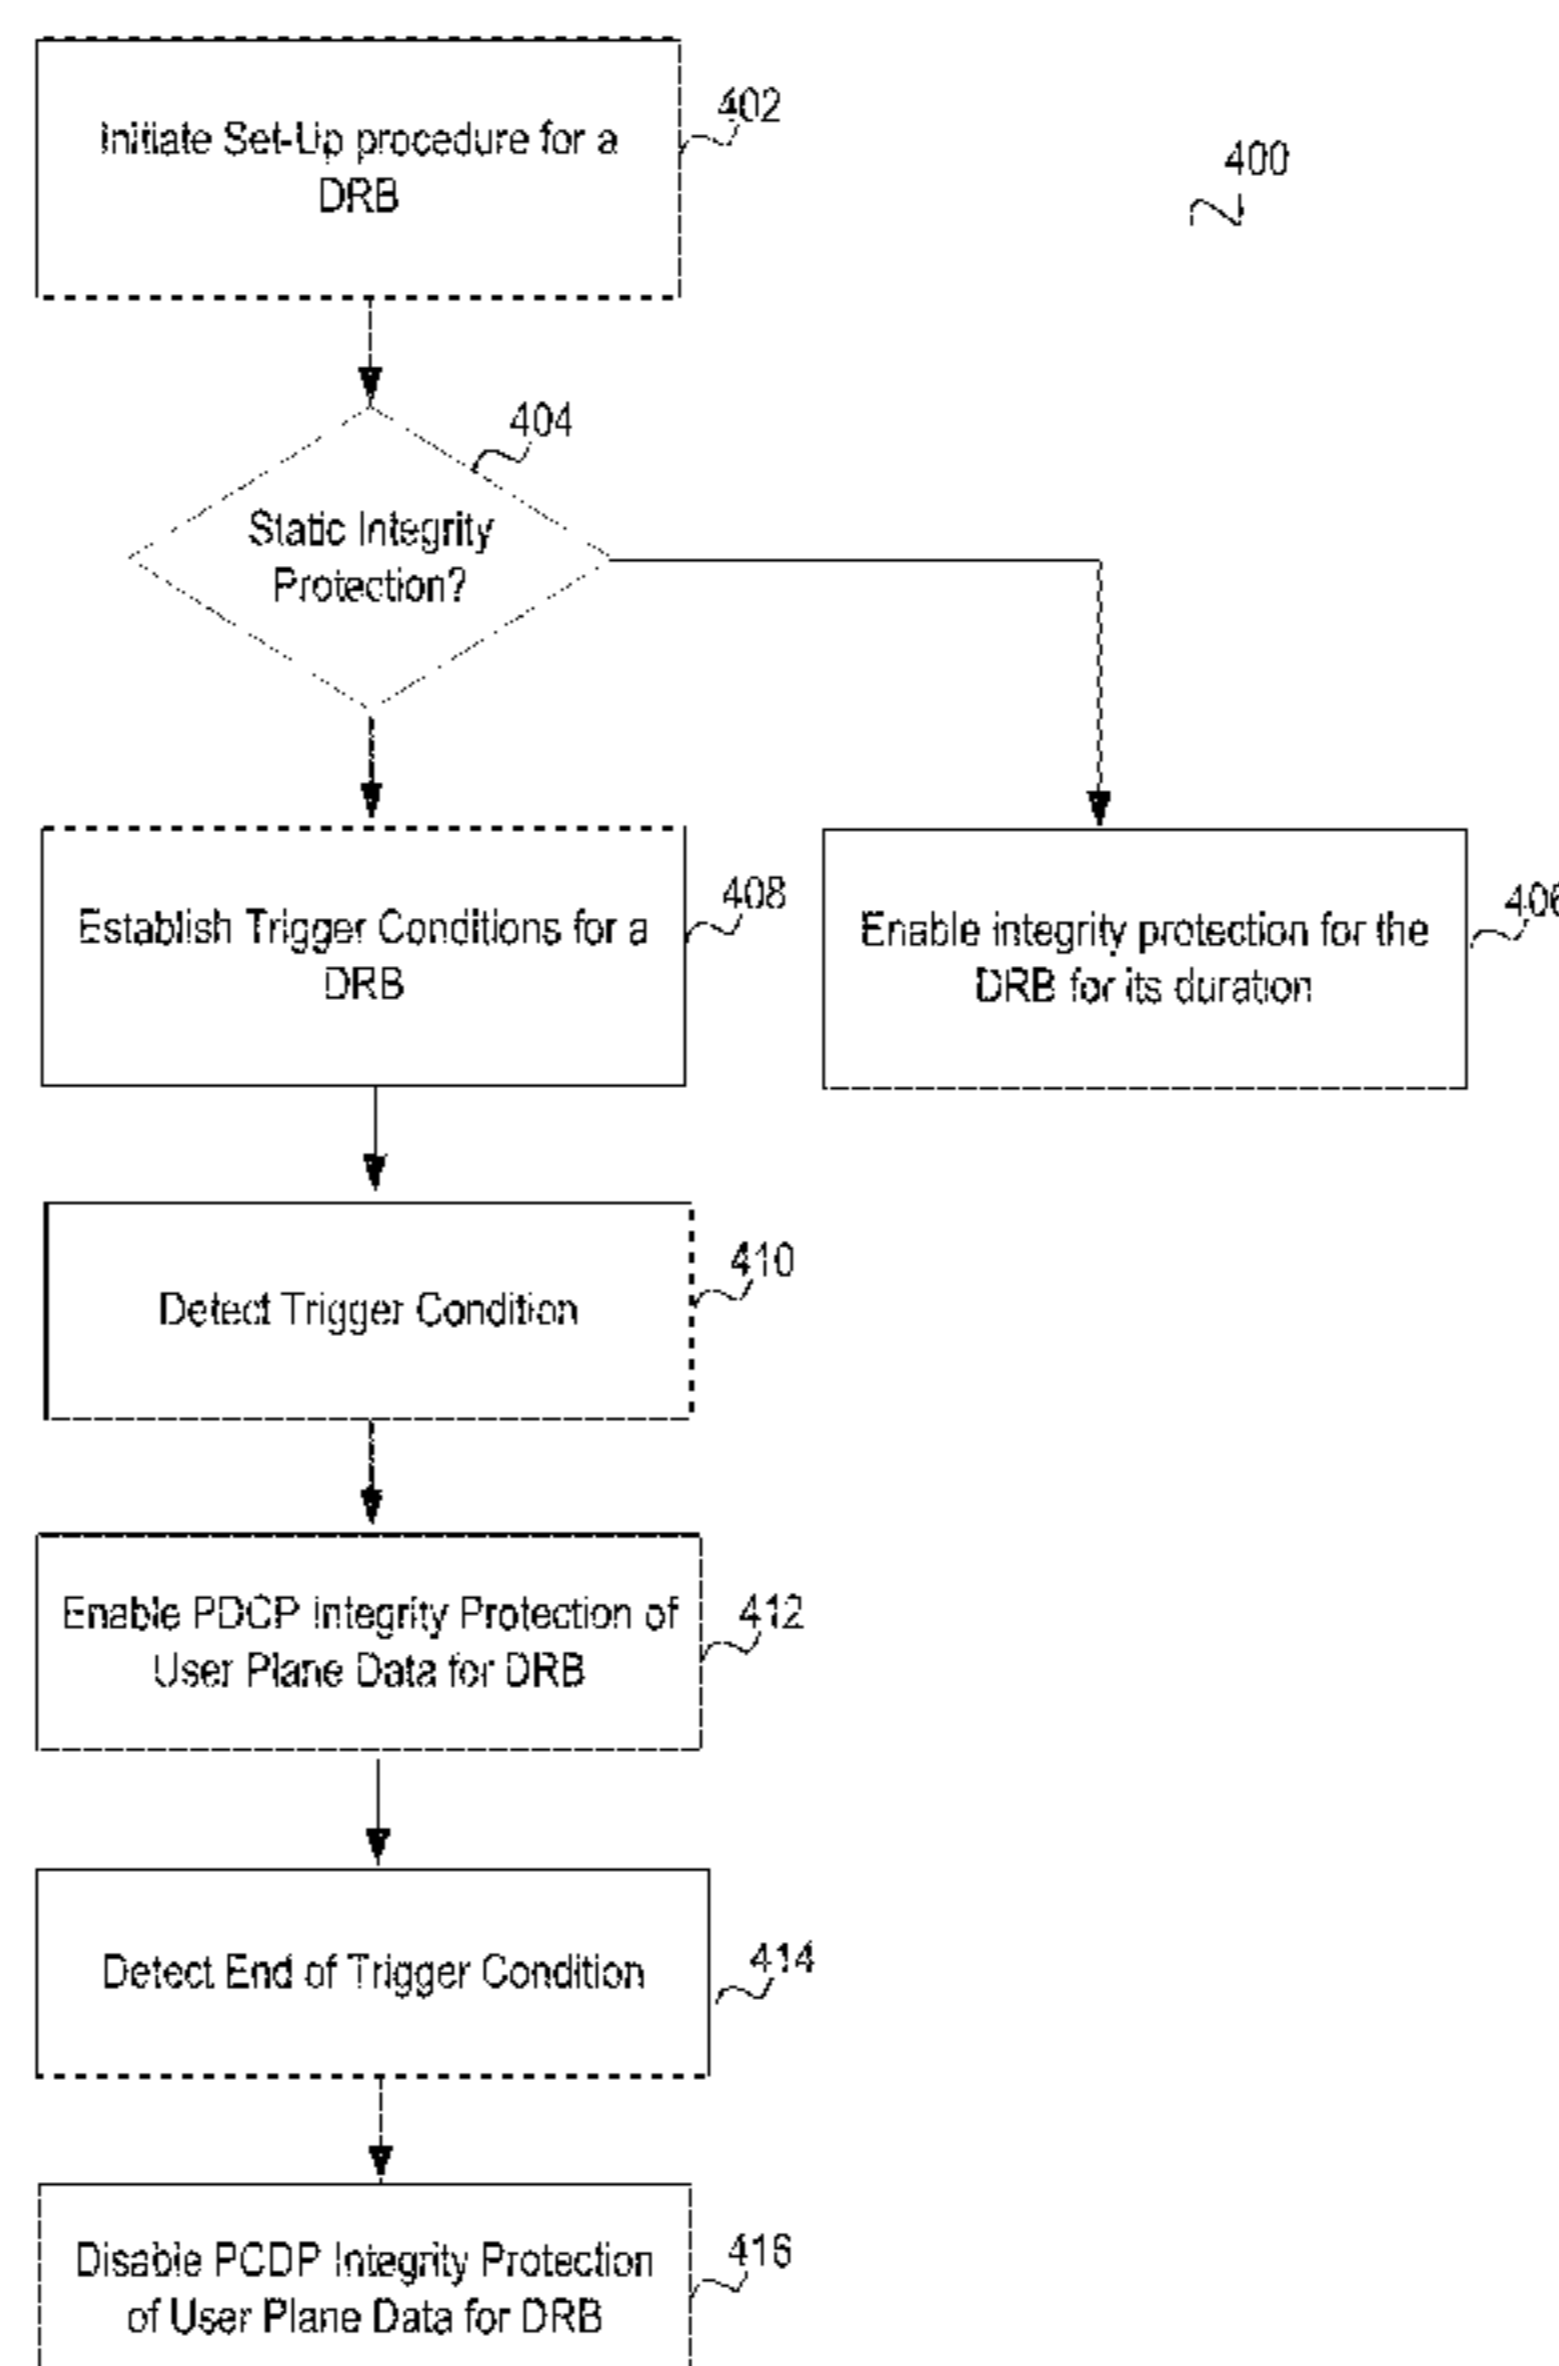 402
Initiate Set-Up procedure for a
DRB
400
404
Static Integrity
Protection?
408
Establish Trigger Conditions for a
DRB
406
Enable integrity protection for the
DRB for its duration
410
Detect Trigger Condition
412
Enable PDCP Integrity Protection of
User Plane Data for DRB
414
Detect End of Trigger Condition
416
Disable PCDP Integrity Protection
of User Plane Data for DRB